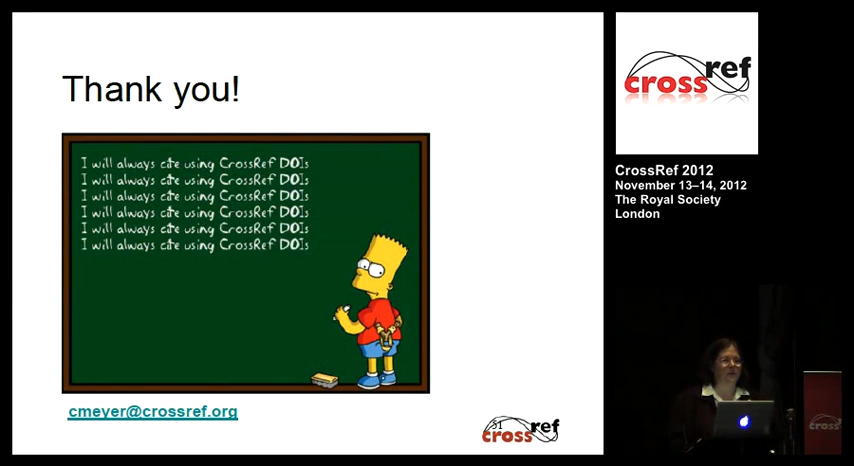 Thank you!
I will always cite using CrossRef DOIs
I will always cite using CrossRef DOIs
I will always cite using CrossRef DOIs
I will always cite using CrossRef DOIs
I will always cite using CrossRef DOIs
I will always cite using CrossRef DOIs
cmeyer@crossref.org
51
crossref
crossref
CrossRef 2012
November 13–14, 2012
The Royal Society
London
cross